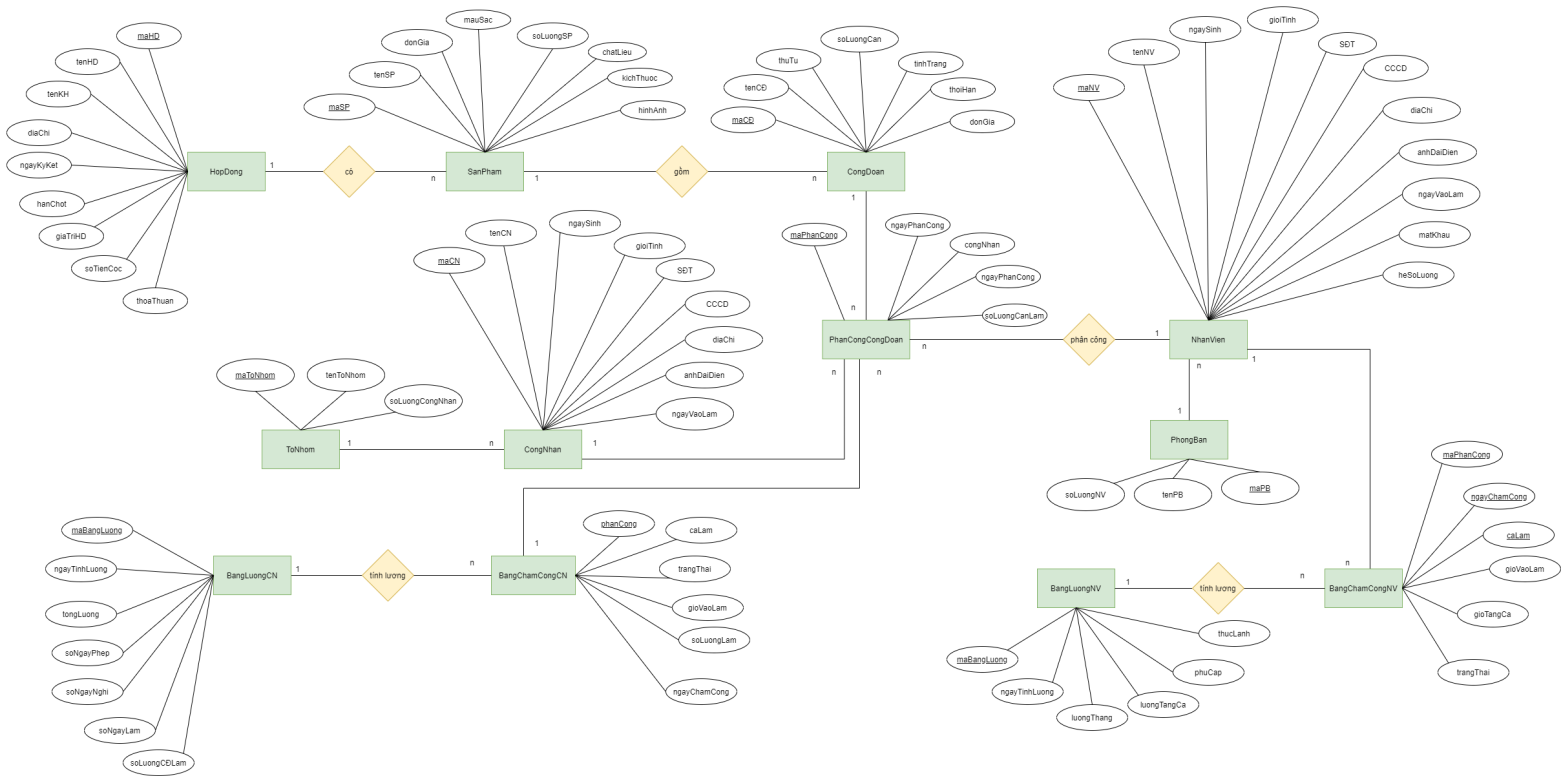 maHD
tenHD
tenKH
diaChi
ngayKyKet
hanChot
giaTriHD
soTienCoc
thoaThuan
HopDong
1
có
n
maSP
tenSP
donGia
mauSac
soLuongSP
chatLieu
kichThuoc
hinhAnh
SanPham
1
gồm
n
maCĐ
tenCĐ
thuTu
soLuongCan
tinhTrang
thoiHan
donGia
CongDoan
1
n
maNV
tenNV
ngaySinh
gioiTinh
SĐT
CCCD
diaChi
anhDaiDien
ngayVaoLam
matKhau
heSoLuong
NhanVien
1
n
1
maPhanCong
ngayPhanCong
congNhan
ngayPhanCong
soLuongCanLam
PhanCongCongDoan
n
phân công
n
n
maCN
tenCN
ngaySinh
gioiTinh
SĐT
CCCD
diaChi
anhDaiDien
ngayVaoLam
CongNhan
n
1
maToNhom
tenToNhom
soLuongCongNhan
ToNhom
1
1
PhongBan
soLuongNV
tenPB
maPB
maBangLuong
ngayTinhLuong
tongLuong
soNgayPhep
soNgayNghi
soNgayLam
soLuongCĐLam
BangLuongCN
1
tính lương
n
1
phanCong
caLam
trangThai
gioVaoLam
soLuongLam
ngayChamCong
BangChamCongCN
BangLuongNV
1
tính lương
n
n
maBangLuong
ngayTinhLuong
luongThang
luongTangCa
phuCap
thucLanh
BangChamCongNV
maPhanCong
ngayChamCong
caLam
gioVaoLam
gioTangCa
trangThai